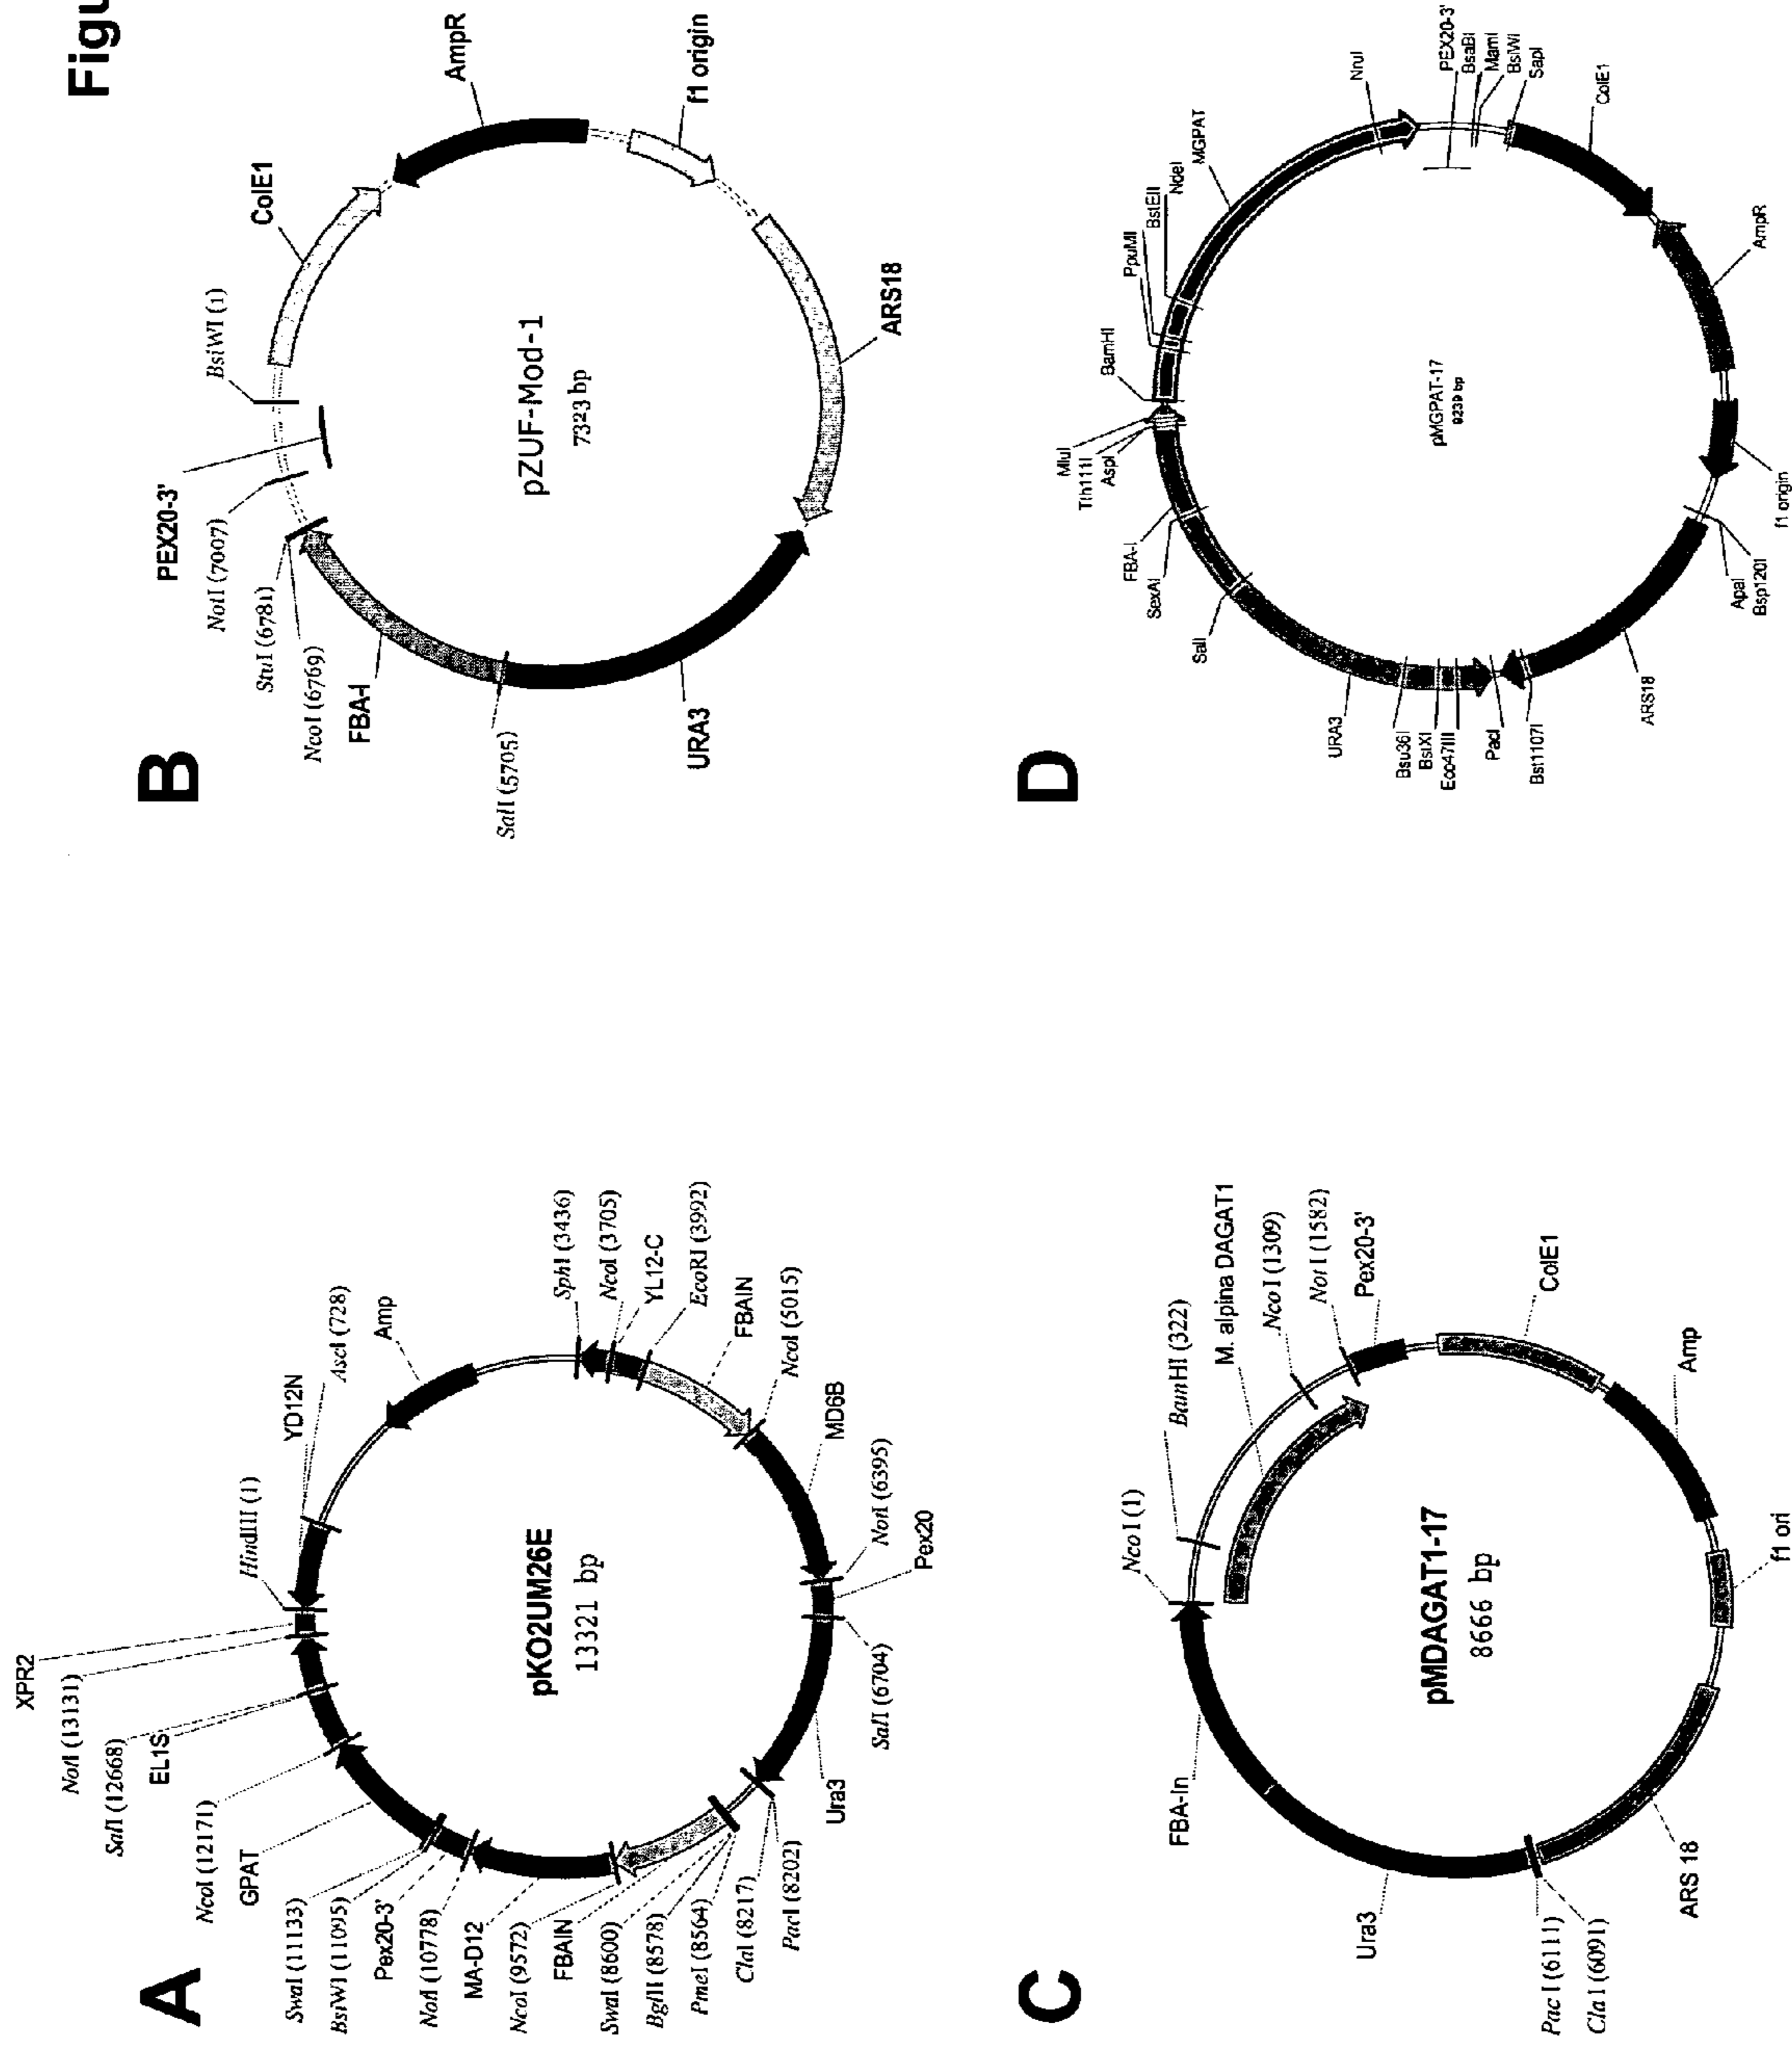 Figu
A
XPR2
NotI (13131)
SalI (12668)
EL1S
NcoI (12171)
GPAT
SwaI (11133)
BsiWI (11095)
Pex20-3'
NotI (10778)
MA-D12
NcoI (9572)
FBAIN
SwaI (8600)
BglII (8578)
PmeI (8564)
ClaI (8217)
PacI (8202)
HindIII (1)
YD12N
AscI (728)
Amp
SphI (3436)
NcoI (3705)
YL12-C
EcoRI (3992)
FBAIN
NcoI (5015)
MD6B
NotI (6395)
Pex20
SalI (6704)
Ura3
pKO2UM26E
13321 bp
B
PEX20-3'
NotI (7007)
StuI (6781)
NcoI (6769)
FBA-I
SalI (5705)
URA3
BsiWI (1)
ColE1
AmpR
f1 origin
ARS18
pZUF-Mod-1
7323 bp
C
Nco I (1)
BamHI (322)
M. alpina DAGAT1
Nco I (1309)
Not I (1582)
Pex20-3'
ColE1
Amp
f1 ori
ARS 18
FBA-In
Ura3
Pac I (6111)
Cla I (6091)
pMDAGAT1-17
8666 bp
D
MluI
Tth111I
AspI
FBA-I
SexAI
SalI
URA3
Bsu36I
BstXI
Eco47III
PacI
Bst1107I
ARS18
BamHI
PpuMI
BstEII
NdeI
MGPAT
NruI
PEX20-3'
BsaBI
MamI
BsiWI
SapI
ColE1
AmpR
f1 origin
ApaI
Bsp120I
pMGPAT-17
9239 bp